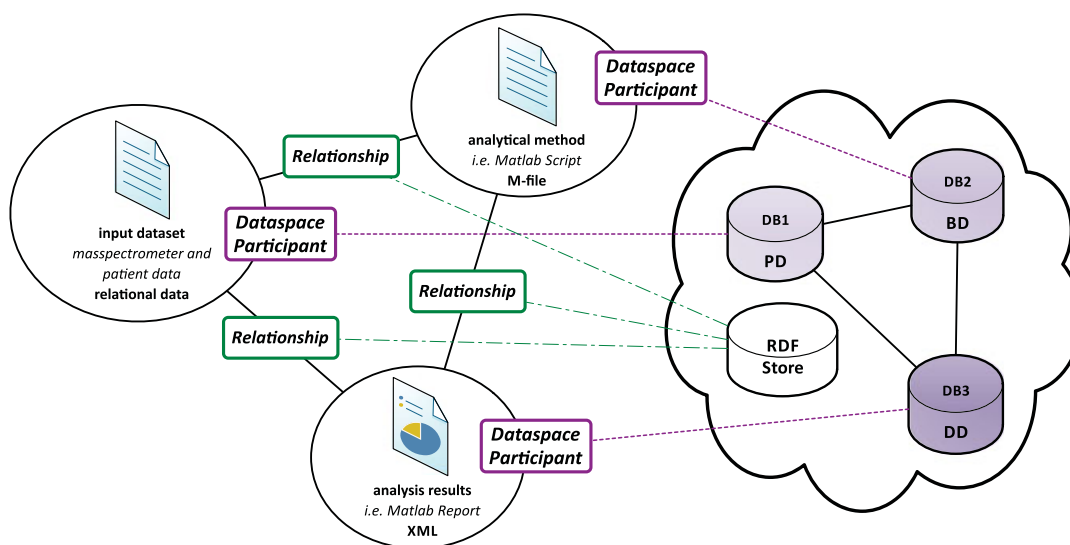 Dataspace
Participant
analytical method
i.e. Matlab Script
M-file
Relationship
input dataset
masspectrometer and
patient data
relational data
Dataspace
Participant
Relationship
Relationship
analysis results
i.e. Matlab Report
XML
Dataspace
Participant
DB2
BD
DB1
PD
RDF
Store
DB3
DD